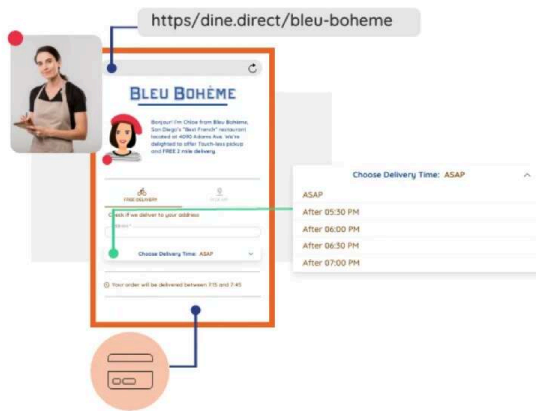 https/dine.direct/bleu-boheme
BLEU BOHÈME
Bonjour! I'm Chloe from Bleu Boheme,
San Diego's "Best French" restaurant
located at 4090 Adams Ave. We're
delighted to offer Touch-less pickup
and FREE 2 mile delivery.
FREE DELIVERY
PICK UP
Check if we deliver to your address
Address*
Choose Delivery Time: ASAP
Your order will be delivered between 7:15 and 7:45
Choose Delivery Time: ASAP
ASAP
After 05:30 PM
After 06:00 PM
After 06:30 PM
After 07:00 PM